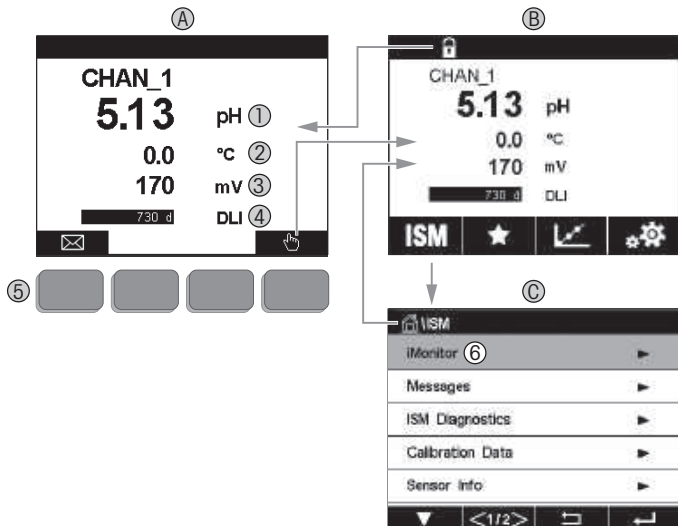 Ⓐ
CHAN_1
5.13 pH ①
0.0 °C ②
170 mV ③
730 d DLI ④
⑤
Ⓑ
CHAN_1
5.13 pH
0.0 °C
170 mV
730 d DLI
ISM
Ⓒ
\ISM
iMonitor ⑥
Messages
ISM Diagnostics
Calibration Data
Sensor Info
<1/2>